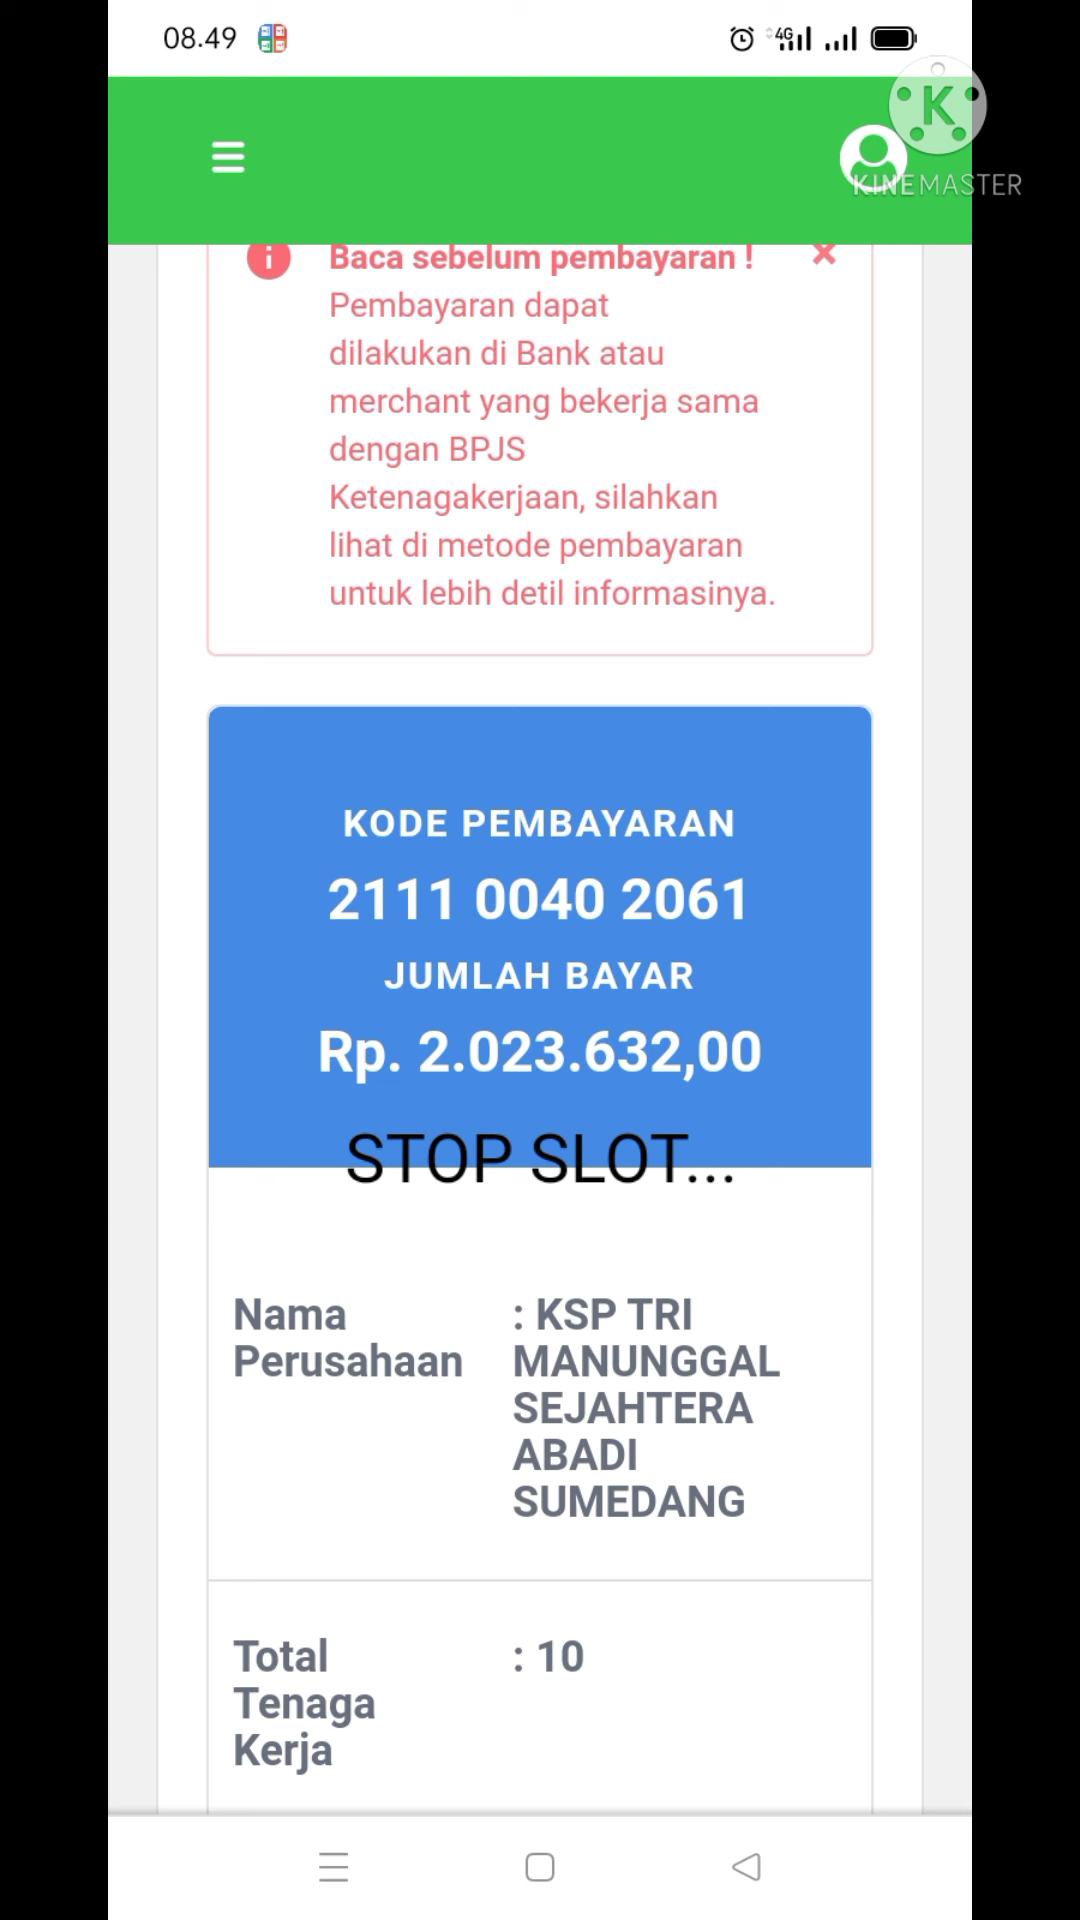 08.49
4G
K
KINEMASTER
Baca sebelum pembayaran !
Pembayaran dapat
dilakukan di Bank atau
merchant yang bekerja sama
dengan BPJS
Ketenagakerjaan, silahkan
lihat di metode pembayaran
untuk lebih detil informasinya.
KODE PEMBAYARAN
2111 0040 2061
JUMLAH BAYAR
Rp. 2.023.632,00
STOP SLOT...
Nama : KSP TRI
Perusahaan MANUNGGAL
SEJAHTERA
ABADI
SUMEDANG
Total : 10
Tenaga
Kerja